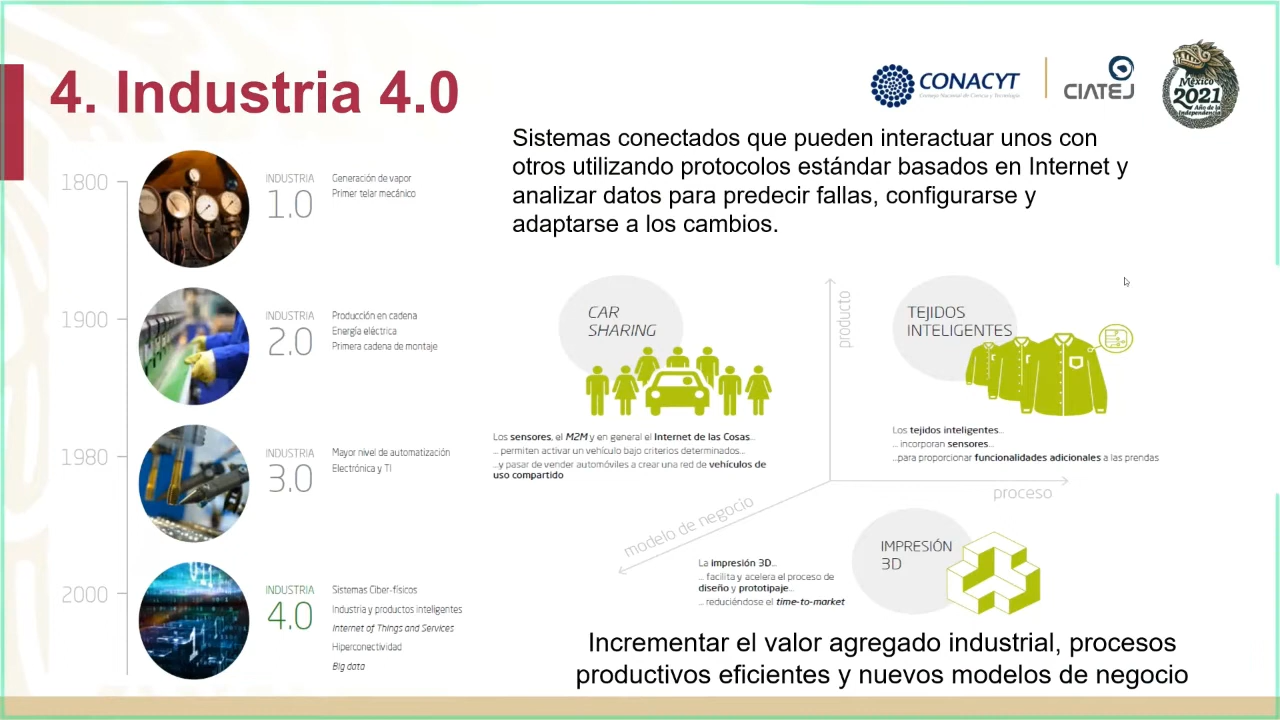 4. Industria 4.0
CONACYT
Consejo Nacional de Ciencia y Tecnología
CIATEJ
México
2021
Año de la
Independencia
Sistemas conectados que pueden interactuar unos con
otros utilizando protocolos estándar basados en Internet y
analizar datos para predecir fallas, configurarse y
adaptarse a los cambios.
1800
INDUSTRIA
1.0
Generación de vapor
Primer telar mecánico
1900
INDUSTRIA
2.0
Producción en cadena
Energía eléctrica
Primera cadena de montaje
1980
INDUSTRIA
3.0
Mayor nivel de automatización
Electrónica y TI
2000
INDUSTRIA
4.0
Sistemas Ciber-físicos
Industria y productos inteligentes
Internet of Things and Services
Hiperconectividad
Big data
CAR
SHARING
Los sensores, el M2M y en general el Internet de las Cosas...
... permiten activar un vehículo bajo criterios determinados...
...y pasar de vender automóviles a crear una red de vehículos de
uso compartido
producto
proceso
modelo de negocio
TEJIDOS
INTELIGENTES
Los tejidos inteligentes...
... incorporan sensores...
...para proporcionar funcionalidades adicionales a las prendas
IMPRESIÓN
3D
La impresión 3D...
... facilita y acelera el proceso de
diseño y prototipaje...
... reduciéndose el time-to-market
Incrementar el valor agregado industrial, procesos
productivos eficientes y nuevos modelos de negocio